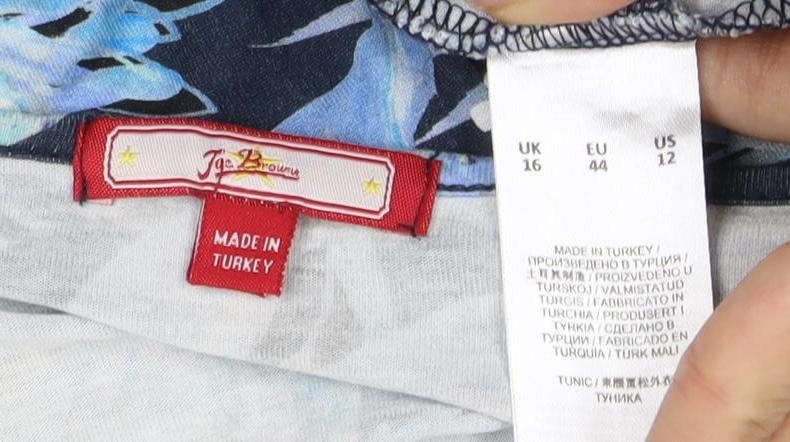 Joe Browns
MADE IN
TURKEY
UK EU US
16 44 12
MADE IN TURKEY /
ПРОИЗВЕДЕНО В ТУРЦИЯ /
土耳其制造 / PROIZVEDENO U
TURSKOJ / VALMISTATUD
TURGIS / FABBRICATO IN
TURCHIA / PRODUSERT I
TYRKIA / СДЕЛАНО В
ТУРЦИИ / FABRICADO EN
TURQUÍA / TÜRK MALI
TUNIC /
ТУНИКА